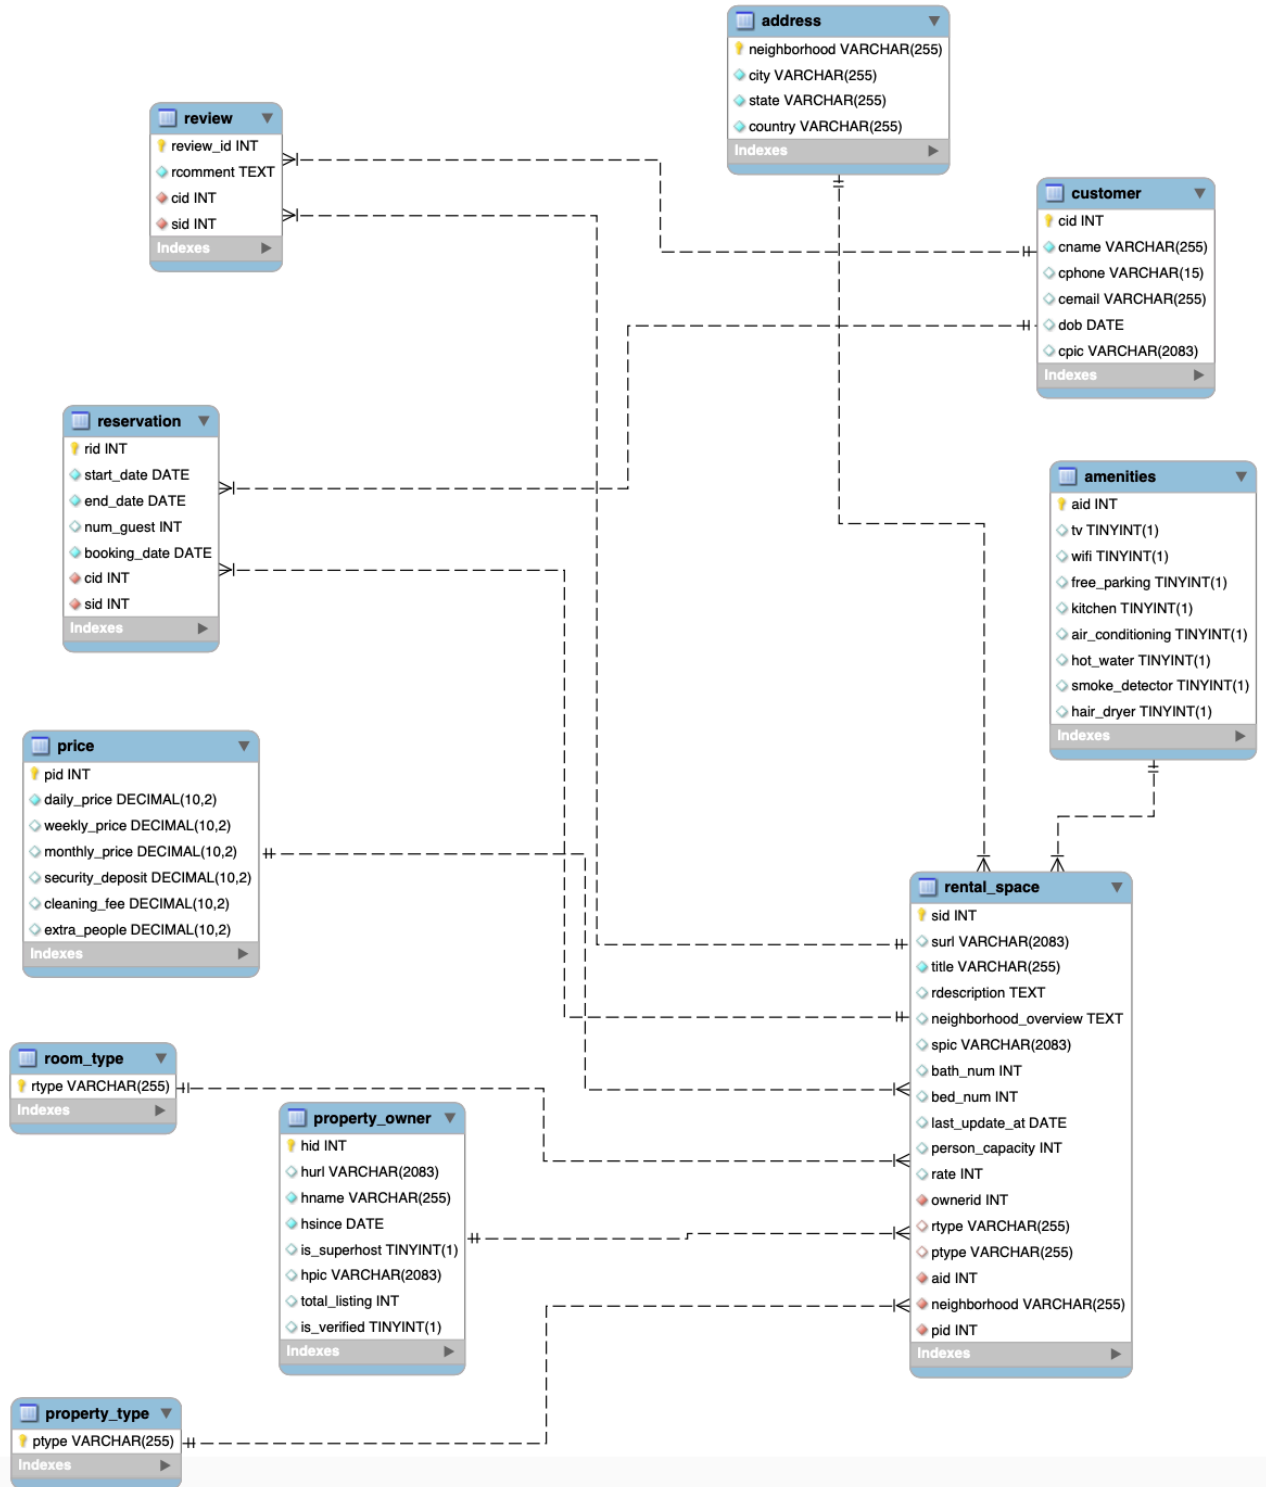 address
neighborhood VARCHAR(255)
city VARCHAR(255)
state VARCHAR(255)
country VARCHAR(255)
Indexes
review
review_id INT
rcomment TEXT
cid INT
sid INT
Indexes
customer
cid INT
cname VARCHAR(255)
cphone VARCHAR(15)
cemail VARCHAR(255)
dob DATE
cpic VARCHAR(2083)
Indexes
reservation
rid INT
start_date DATE
end_date DATE
num_guest INT
booking_date DATE
cid INT
sid INT
Indexes
amenities
aid INT
tv TINYINT(1)
wifi TINYINT(1)
free_parking TINYINT(1)
kitchen TINYINT(1)
air_conditioning TINYINT(1)
hot_water TINYINT(1)
smoke_detector TINYINT(1)
hair_dryer TINYINT(1)
Indexes
price
pid INT
daily_price DECIMAL(10,2)
weekly_price DECIMAL(10,2)
monthly_price DECIMAL(10,2)
security_deposit DECIMAL(10,2)
cleaning_fee DECIMAL(10,2)
extra_people DECIMAL(10,2)
Indexes
rental_space
sid INT
surl VARCHAR(2083)
title VARCHAR(255)
rdescription TEXT
neighborhood_overview TEXT
spic VARCHAR(2083)
bath_num INT
bed_num INT
last_update_at DATE
person_capacity INT
rate INT
ownerid INT
rtype VARCHAR(255)
ptype VARCHAR(255)
aid INT
neighborhood VARCHAR(255)
pid INT
Indexes
room_type
rtype VARCHAR(255)
Indexes
property_owner
hid INT
hurl VARCHAR(2083)
hname VARCHAR(255)
hsince DATE
is_superhost TINYINT(1)
hpic VARCHAR(2083)
total_listing INT
is_verified TINYINT(1)
Indexes
property_type
ptype VARCHAR(255)
Indexes